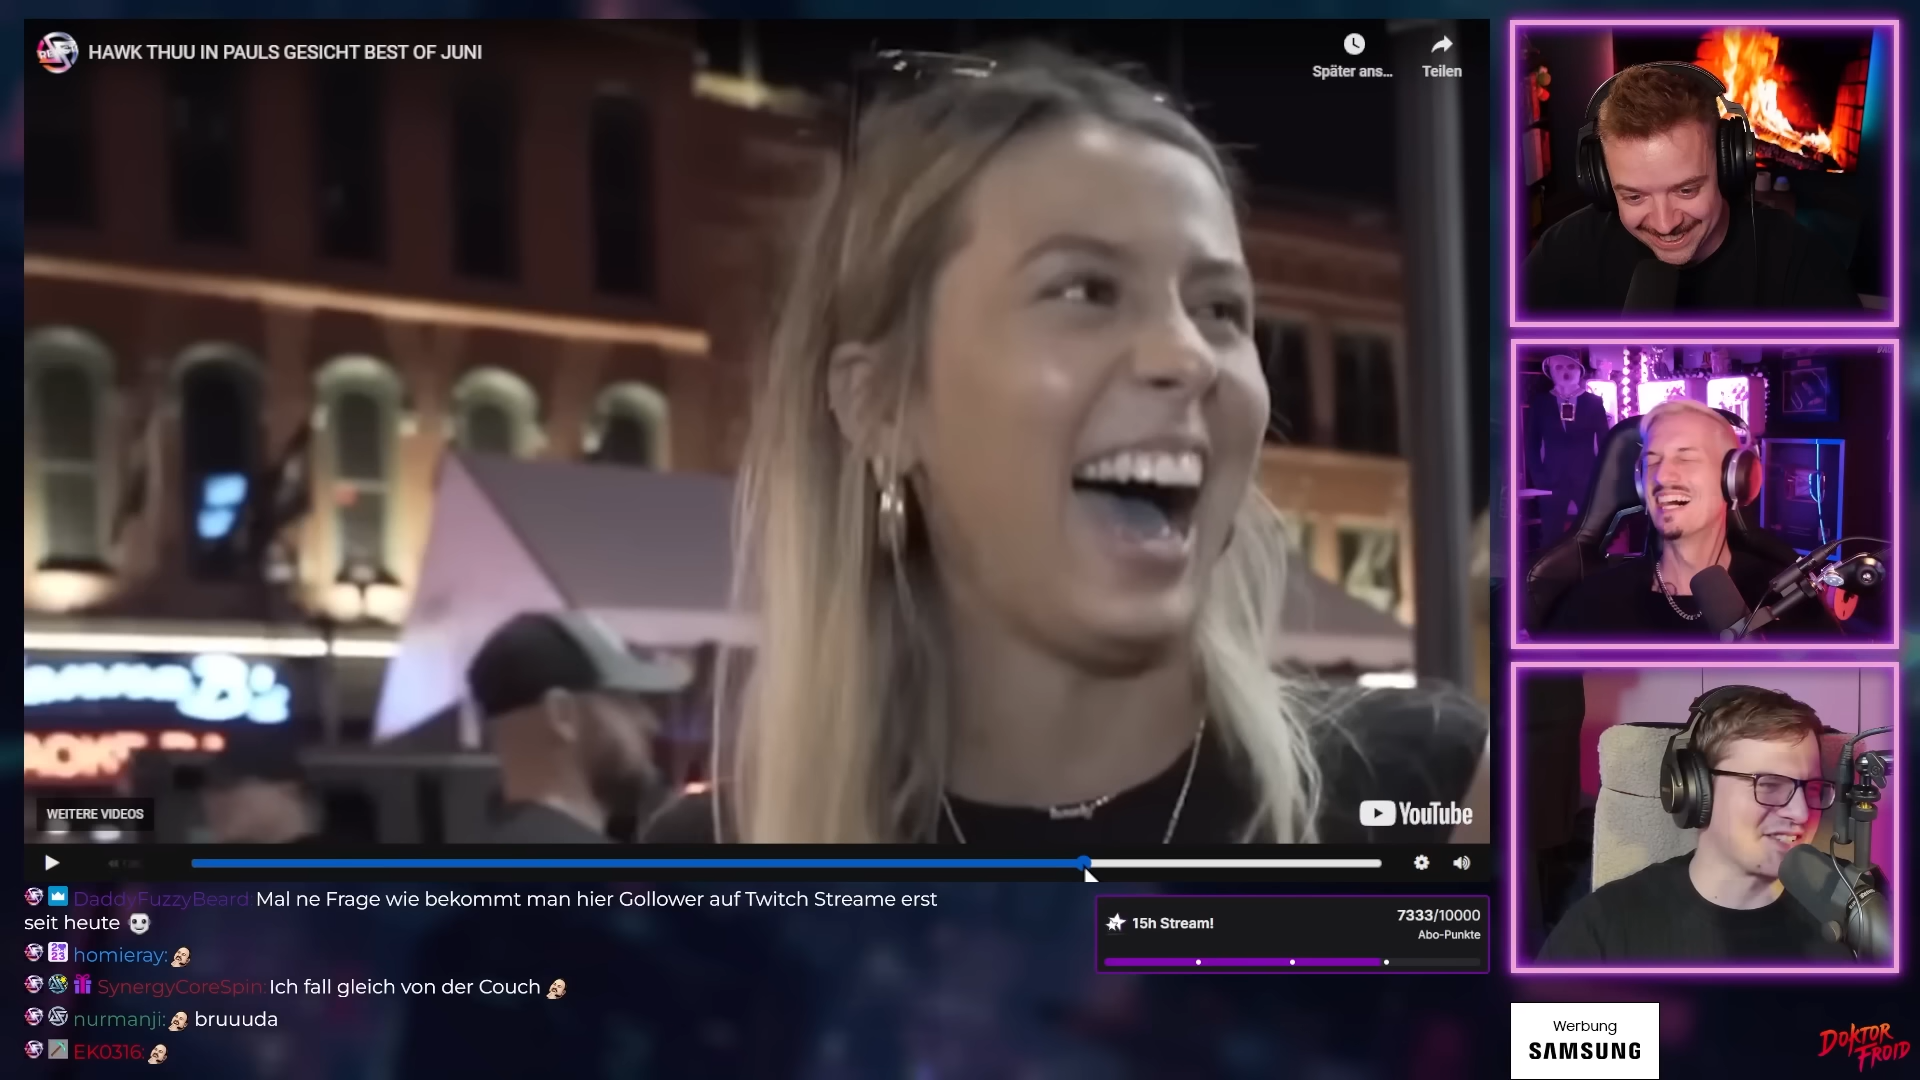 HAWK THUU IN PAULS GESICHT BEST OF JUNI
Später ans...
Teilen
WEITERE VIDEOS
YouTube
DaddyFuzzyBeard: Mal ne Frage wie bekommt man hier Gollower auf Twitch Streame erst
seit heute
homieray:
SynergyCoreSpin: Ich fall gleich von der Couch
nurmanji: bruuuda
EK0316:
15h Stream!
7333/10000
Abo-Punkte
Werbung
SAMSUNG
DOKTOR
FROID